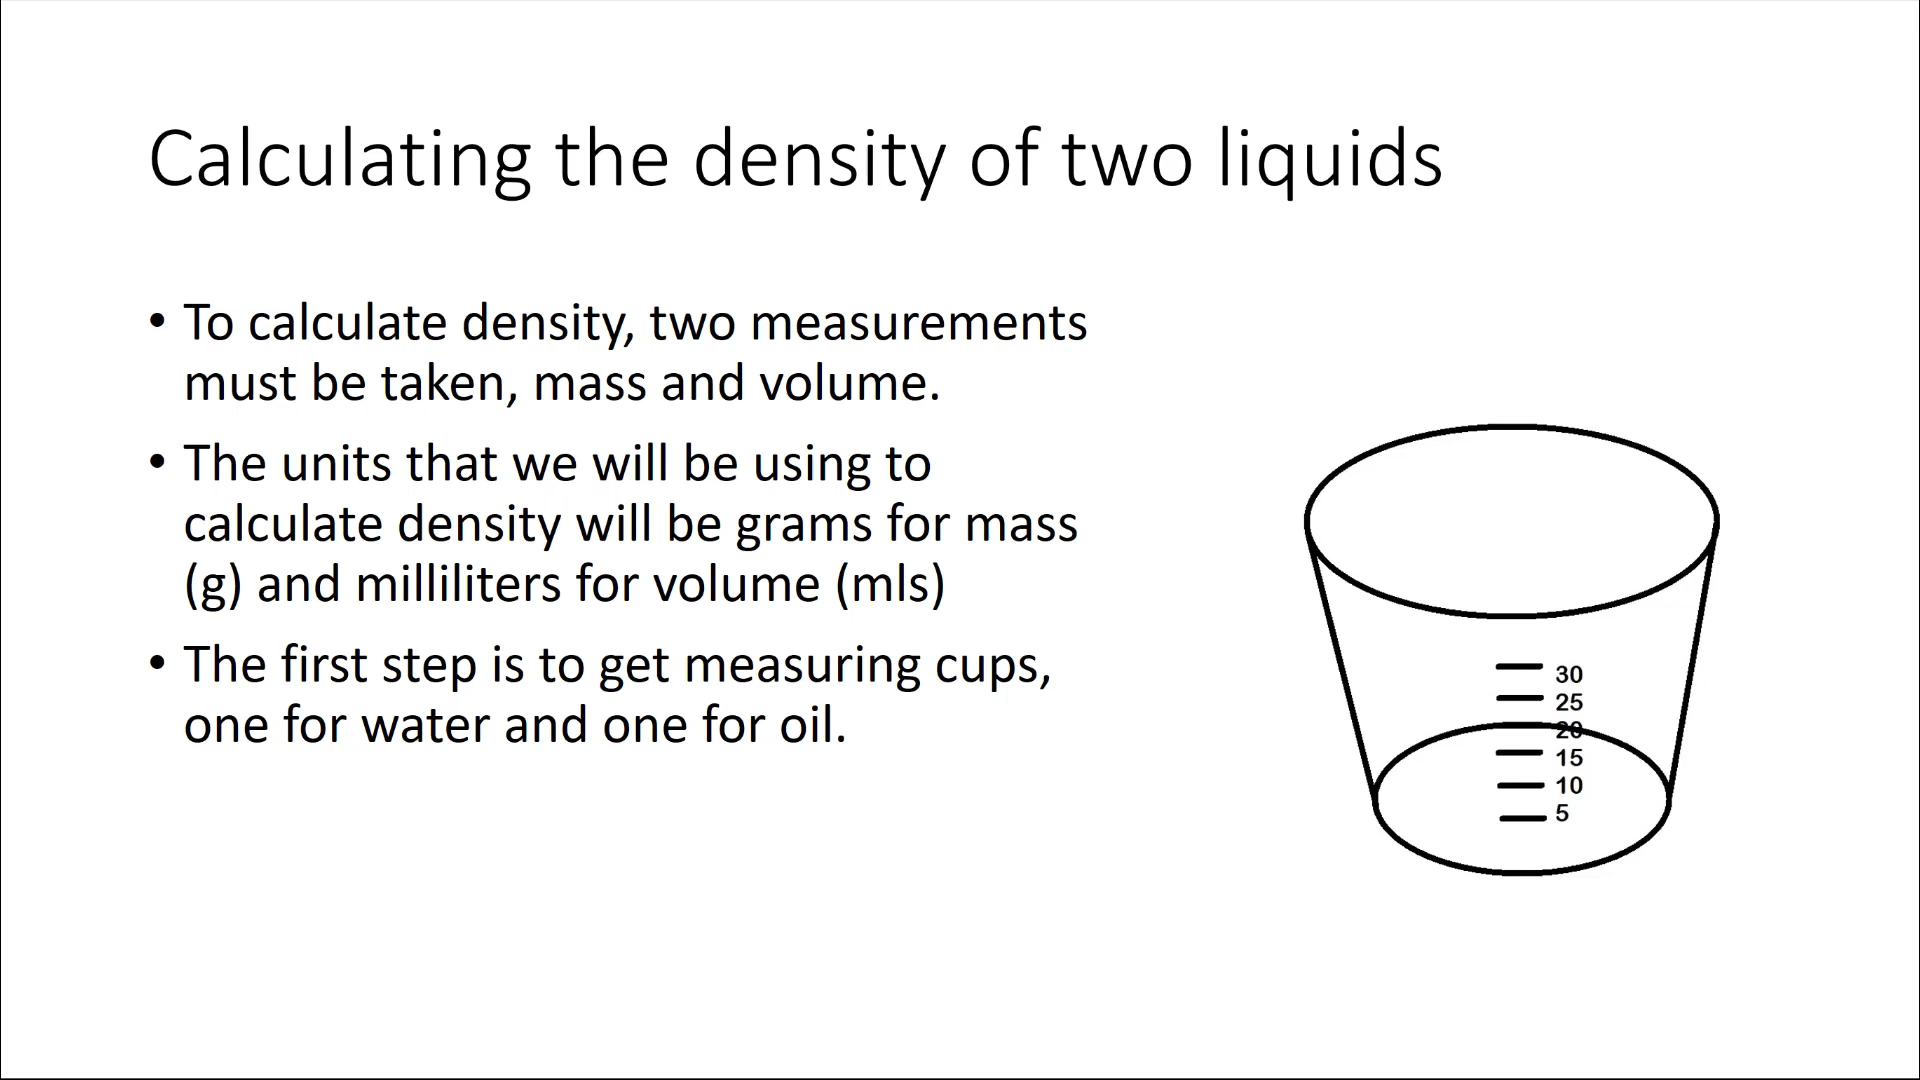 Calculating the density of two liquids
• To calculate density, two measurements
must be taken, mass and volume.
• The units that we will be using to
calculate density will be grams for mass
(g) and milliliters for volume (mls)
• The first step is to get measuring cups,
one for water and one for oil.
30
25
20
15
10
5